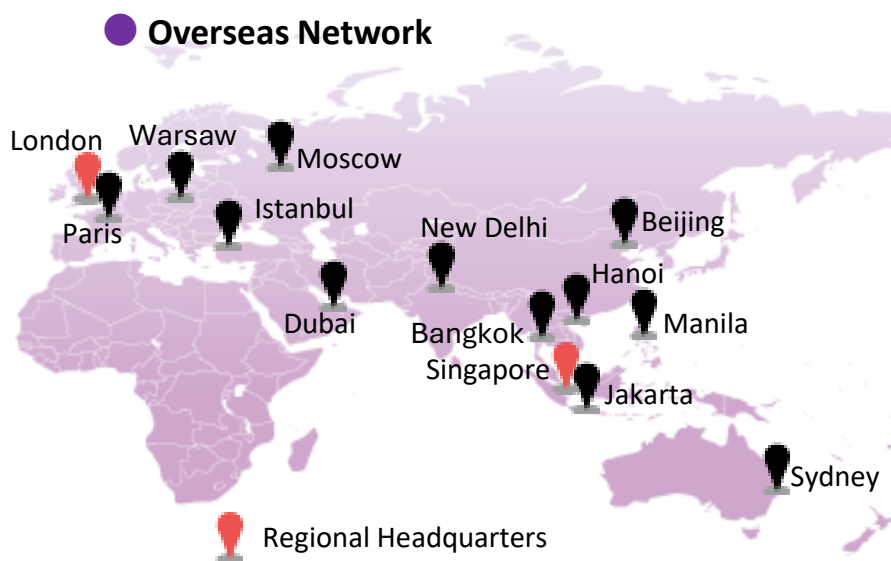 Overseas Network
London
Warsaw
Moscow
Paris
Istanbul
New Delhi
Beijing
Hanoi
Dubai
Bangkok
Manila
Singapore
Jakarta
Sydney
Regional Headquarters